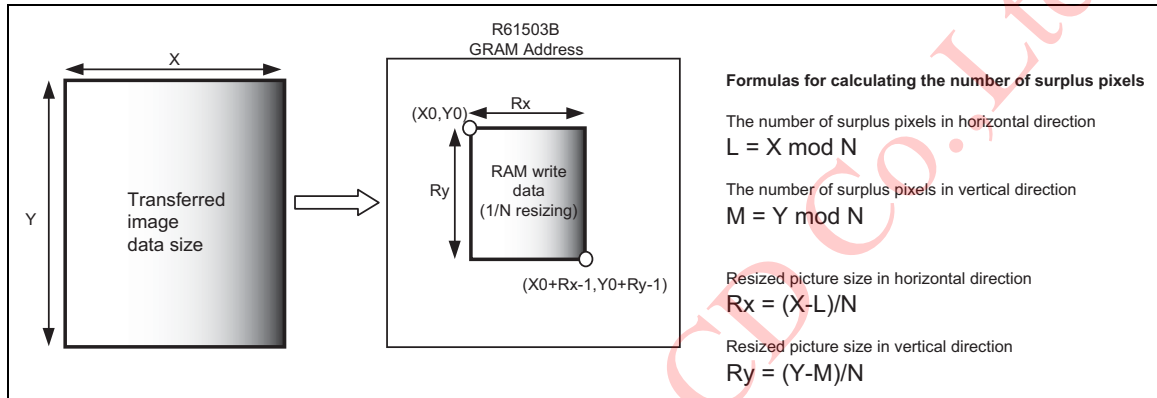 R61503B
GRAM Address
X
Y
Transferred
image
data size
(X0,Y0)
Rx
Ry
RAM write
data
(1/N resizing)
(X0+Rx-1,Y0+Ry-1)
Formulas for calculating the number of surplus pixels
The number of surplus pixels in horizontal direction
L = X mod N
The number of surplus pixels in vertical direction
M = Y mod N
Resized picture size in horizontal direction
Rx = (X-L)/N
Resized picture size in vertical direction
Ry = (Y-M)/N
CD Co.,Ltd